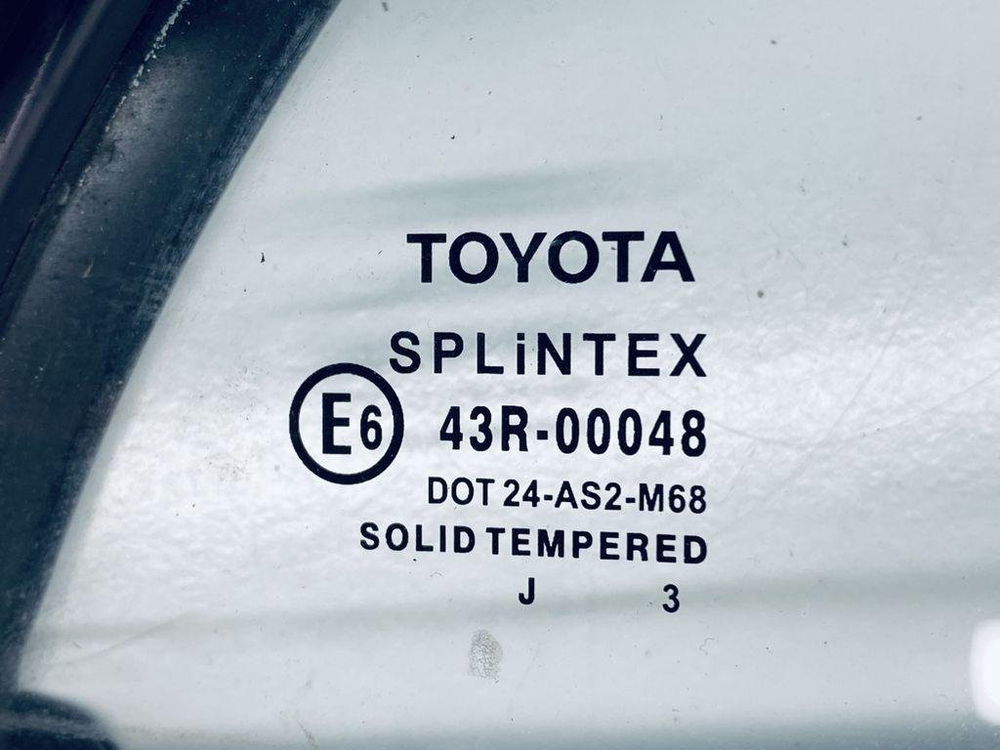 TOYOTA
SPLiNTEX
E6 43R-00048
DOT 24-AS2-M68
SOLID TEMPERED
J 3